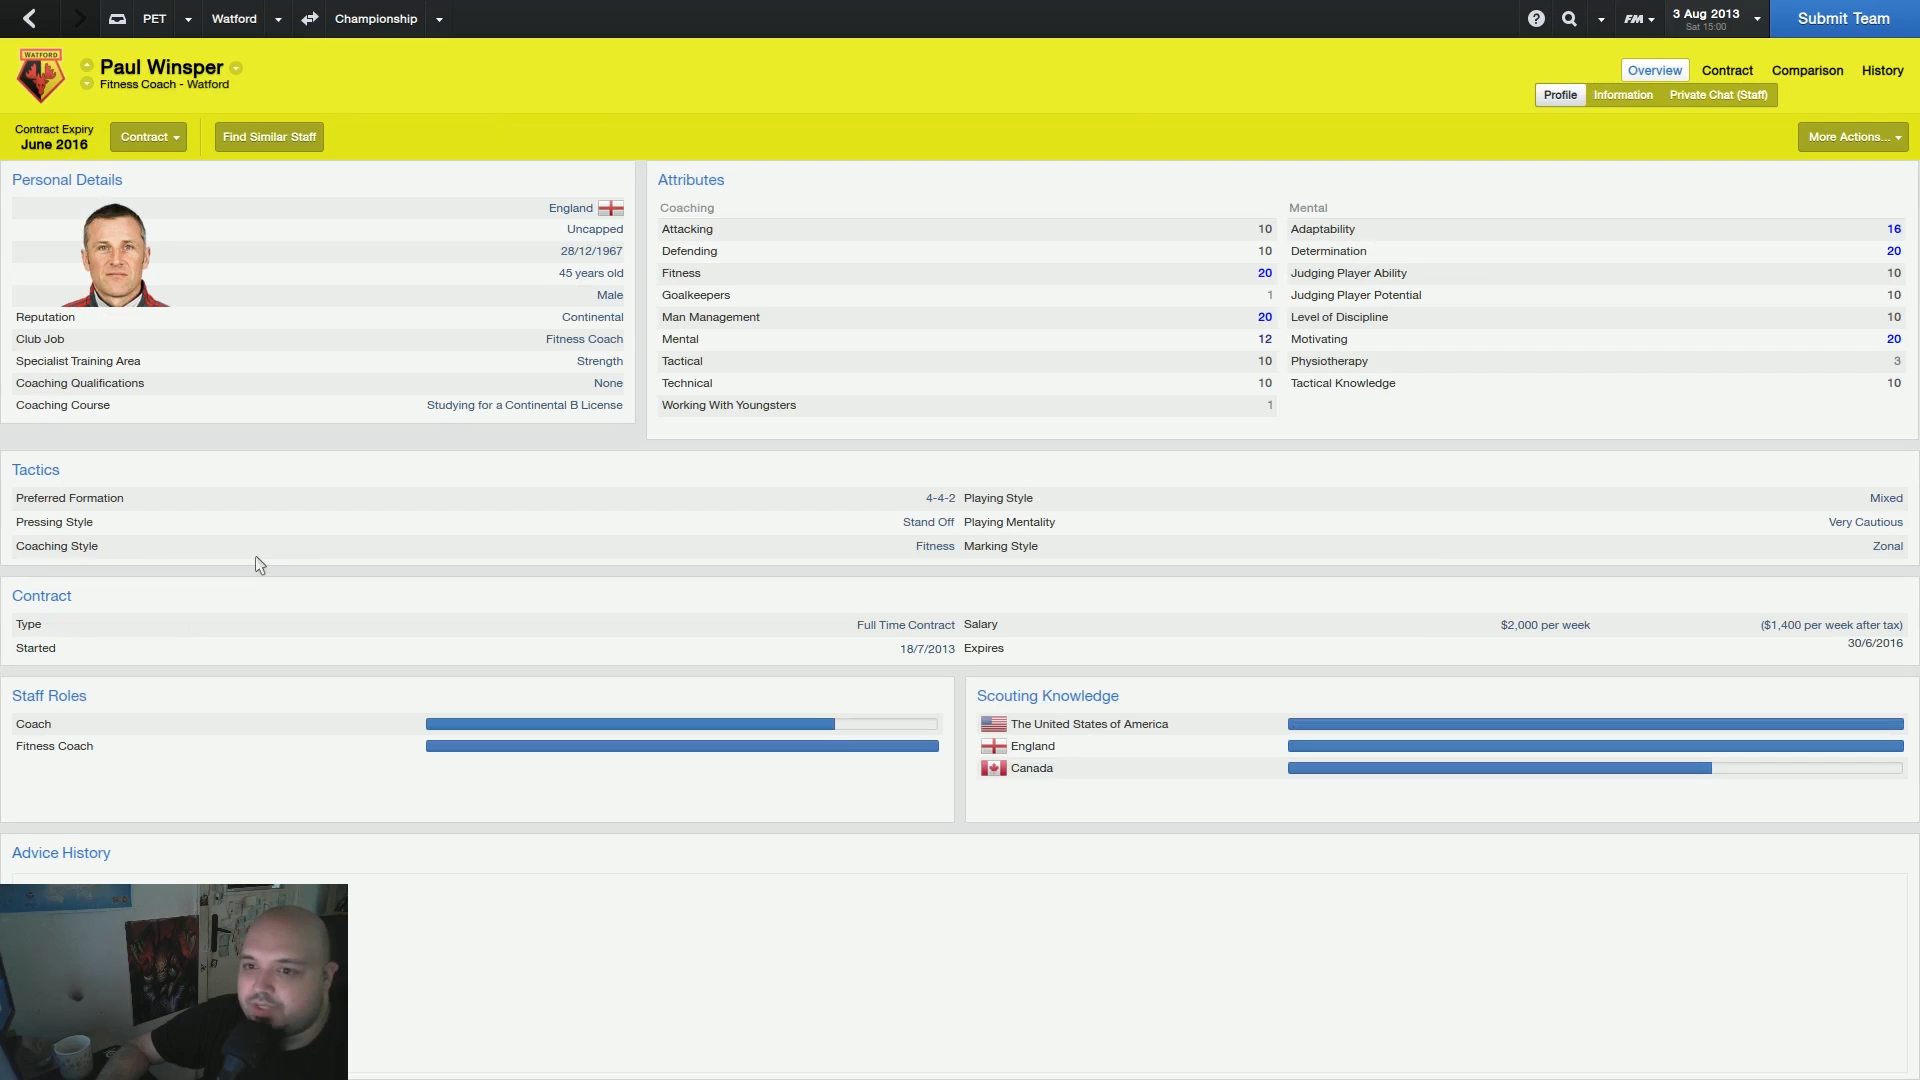 PET Watford Championship
FM
3 Aug 2013
Sat 15:00
Submit Team
WATFORD
Paul Winsper
Fitness Coach - Watford
Overview Contract Comparison History
Profile Information Private Chat (Staff)
Contract Expiry
June 2016
Contract
Find Similar Staff
More Actions...
Personal Details
England
Uncapped
28/12/1967
45 years old
Male
Reputation Continental
Club Job Fitness Coach
Specialist Training Area Strength
Coaching Qualifications None
Coaching Course Studying for a Continental B License
Attributes
Coaching
Attacking 10
Defending 10
Fitness 20
Goalkeepers 1
Man Management 20
Mental 12
Tactical 10
Technical 10
Working With Youngsters 1
Mental
Adaptability 16
Determination 20
Judging Player Ability 10
Judging Player Potential 10
Level of Discipline 10
Motivating 20
Physiotherapy 3
Tactical Knowledge 10
Tactics
Preferred Formation 4-4-2 Playing Style Mixed
Pressing Style Stand Off Playing Mentality Very Cautious
Coaching Style Fitness Marking Style Zonal
Contract
Type Full Time Contract Salary $2,000 per week ($1,400 per week after tax)
Started 18/7/2013 Expires 30/6/2016
Staff Roles
Coach
Fitness Coach
Scouting Knowledge
The United States of America
England
Canada
Advice History